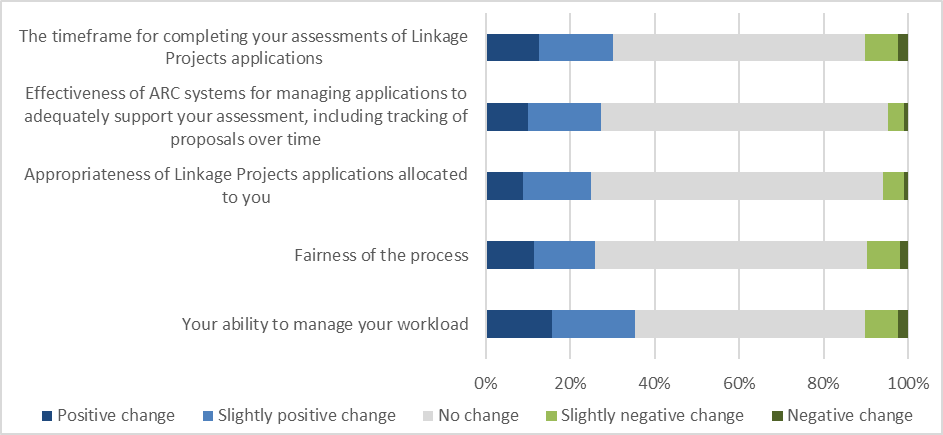 The timeframe for completing your assessments of Linkage
Projects applications
Effectiveness of ARC systems for managing applications to
adequately support your assessment, including tracking of
proposals over time
Appropriateness of Linkage Projects applications allocated
to you
Fairness of the process
Your ability to manage your workload
0% 20% 40% 60% 80% 100%
Positive change Slightly positive change No change Slightly negative change Negative change